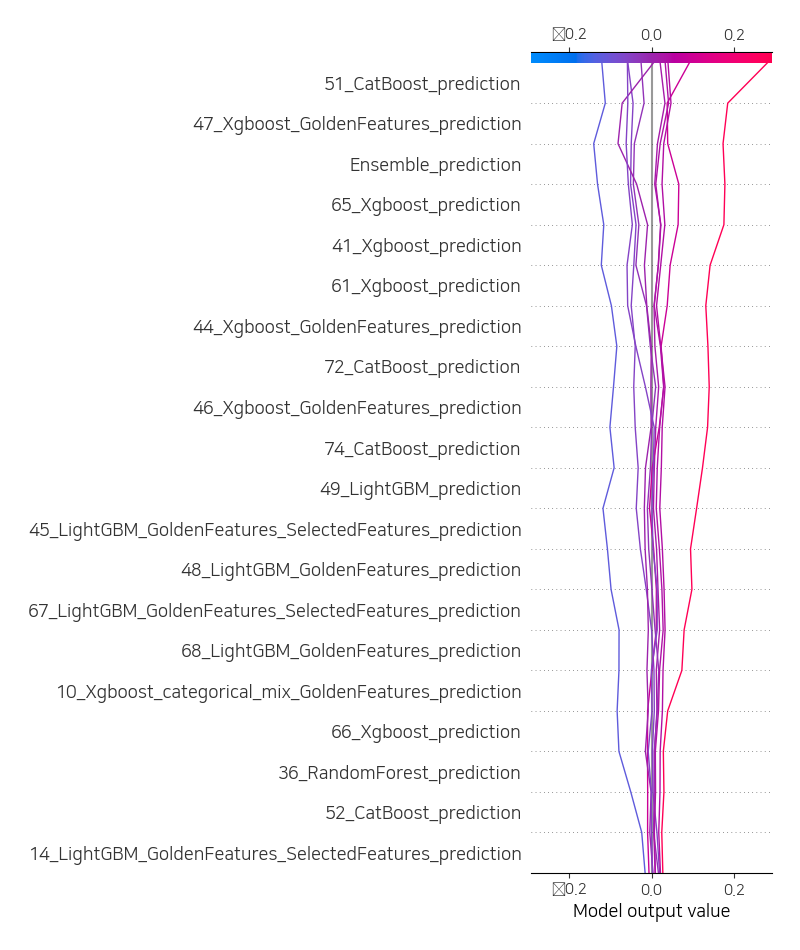 0.2 0.0 0.2
51_CatBoost_prediction
47_Xgboost_GoldenFeatures_prediction
Ensemble_prediction
65_Xgboost_prediction
41_Xgboost_prediction
61_Xgboost_prediction
44_Xgboost_GoldenFeatures_prediction
72_CatBoost_prediction
46_Xgboost_GoldenFeatures_prediction
74_CatBoost_prediction
49_LightGBM_prediction
45_LightGBM_GoldenFeatures_SelectedFeatures_prediction
48_LightGBM_GoldenFeatures_prediction
67_LightGBM_GoldenFeatures_SelectedFeatures_prediction
68_LightGBM_GoldenFeatures_prediction
10_Xgboost_categorical_mix_GoldenFeatures_prediction
66_Xgboost_prediction
36_RandomForest_prediction
52_CatBoost_prediction
14_LightGBM_GoldenFeatures_SelectedFeatures_prediction
0.2 0.0 0.2
Model output value